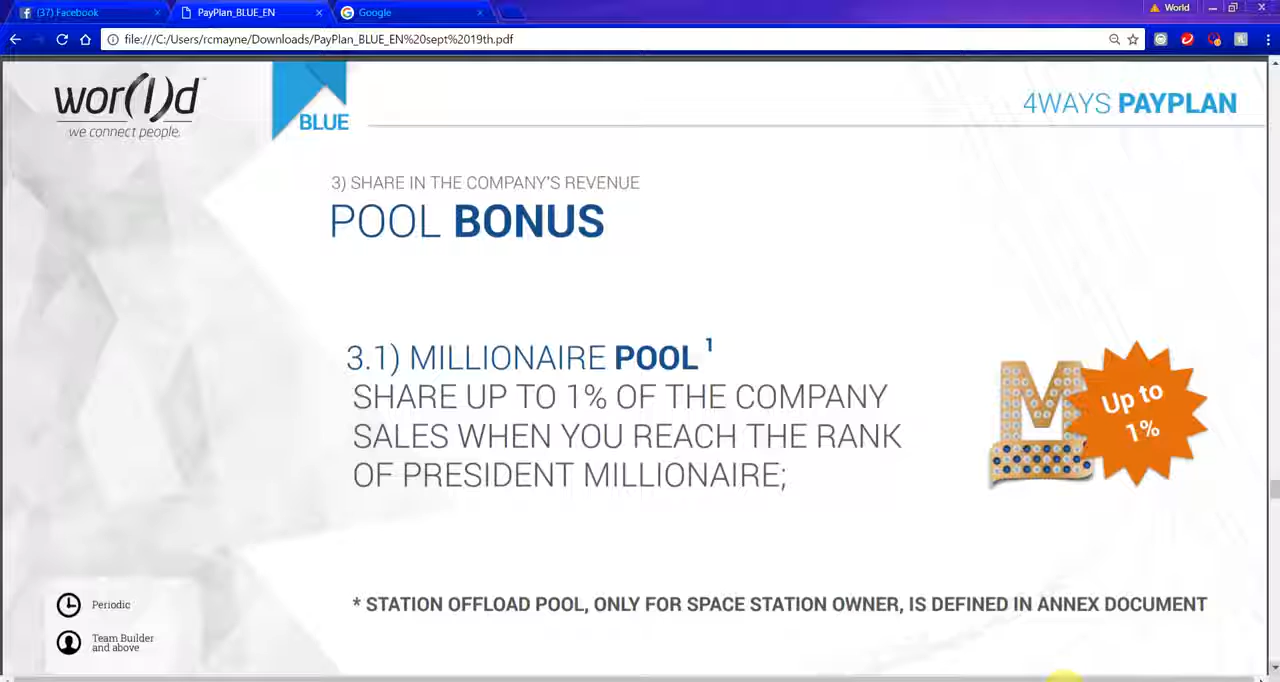 (37) Facebook
PayPlan_BLUE_EN
Google
World
file:///C:/Users/rcmayne/Downloads/PayPlan_BLUE_EN%20sept%2019th.pdf
wor(l)d
we connect people.
BLUE
4WAYS PAYPLAN
3) SHARE IN THE COMPANY'S REVENUE
POOL BONUS
3.1) MILLIONAIRE POOL 1
SHARE UP TO 1% OF THE COMPANY
SALES WHEN YOU REACH THE RANK
OF PRESIDENT MILLIONAIRE;
M
Up to
1%
Periodic
Team Builder
and above
* STATION OFFLOAD POOL, ONLY FOR SPACE STATION OWNER, IS DEFINED IN ANNEX DOCUMENT